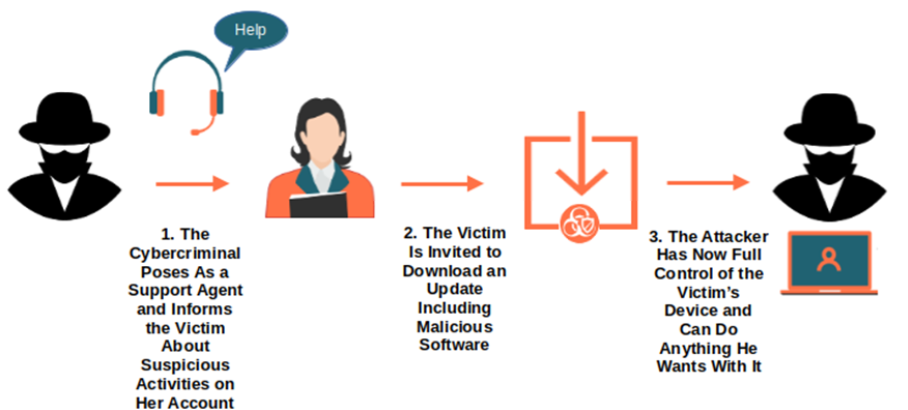 Help
1. The
Cybercriminal
Poses As a
Support Agent
and Informs
the Victim
About
Suspicious
Activities on
Her Account
2. The Victim
Is Invited to
Download an
Update
Including
Malicious
Software
3. The Attacker
Has Now Full
Control of the
Victim's
Device and
Can Do
Anything He
Wants With It